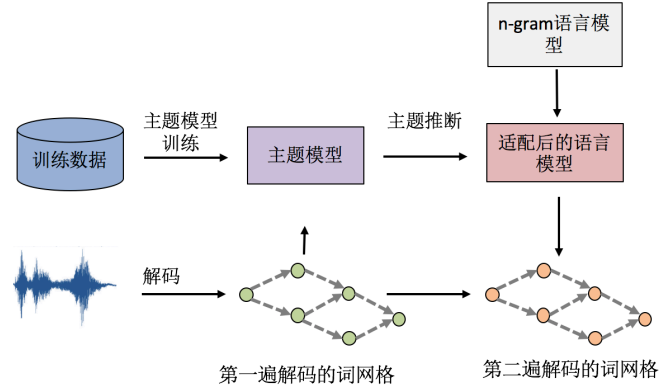 n-gram语言模
型
主题模型
训练
主题推断
训练数据
主题模型
适配后的语言
模型
解码
第一遍解码的词网格
第二遍解码的词网格